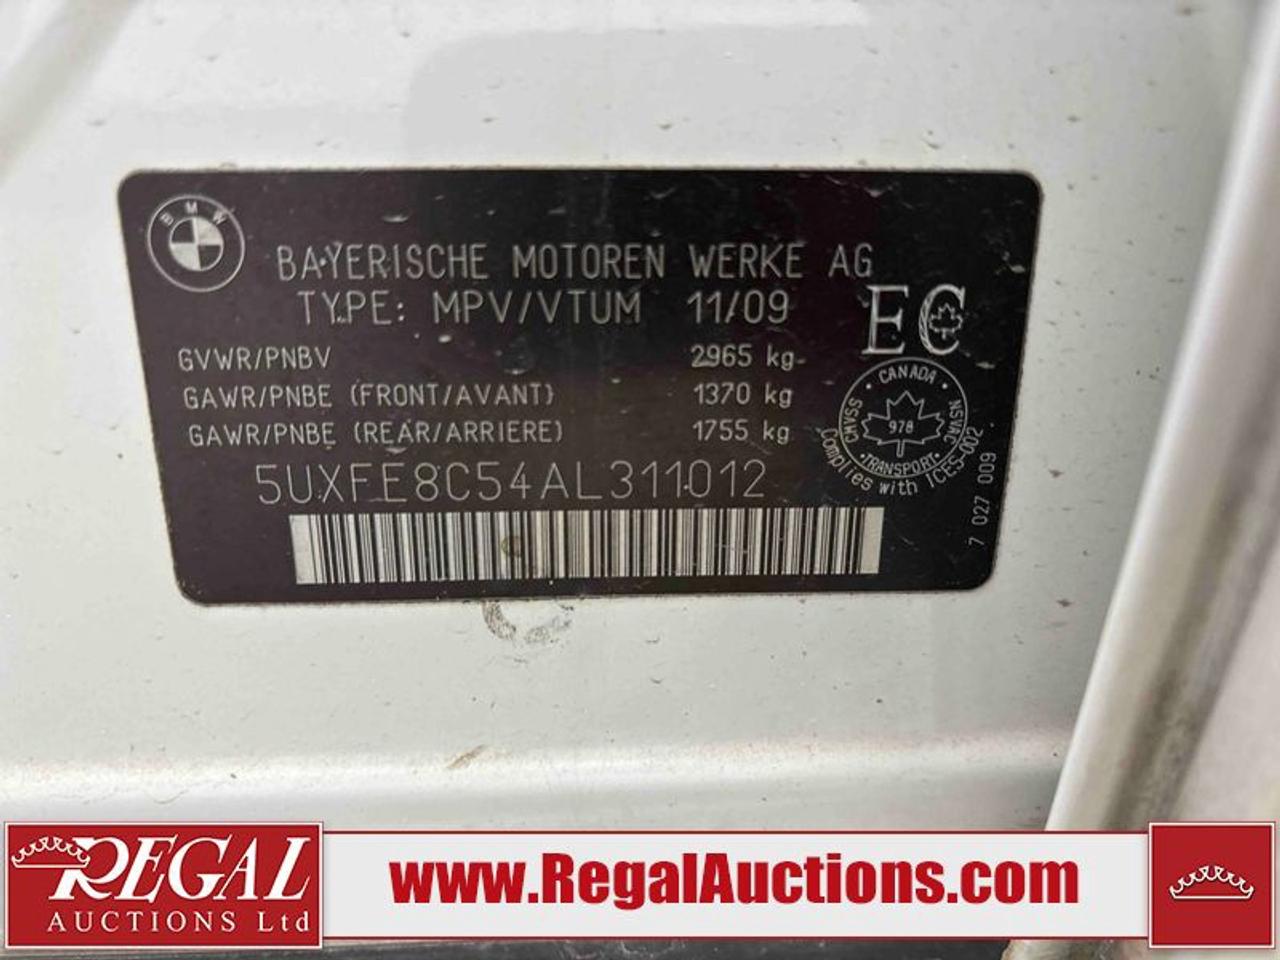 BMW
BAYERISCHE MOTOREN WERKE AG
TYPE: MPV/VTUM 11/09
EC
GVWR/PNBV 2965 kg
GAWR/PNBE (FRONT/AVANT) 1370 kg
GAWR/PNBE (REAR/ARRIERE) 1755 kg
CANADA
CMVSS
NSVAC
978
TRANSPORT
Complies with ICES-002
5UXFE8C54AL311012
7 027 009
REGAL
AUCTIONS Ltd
www.RegalAuctions.com